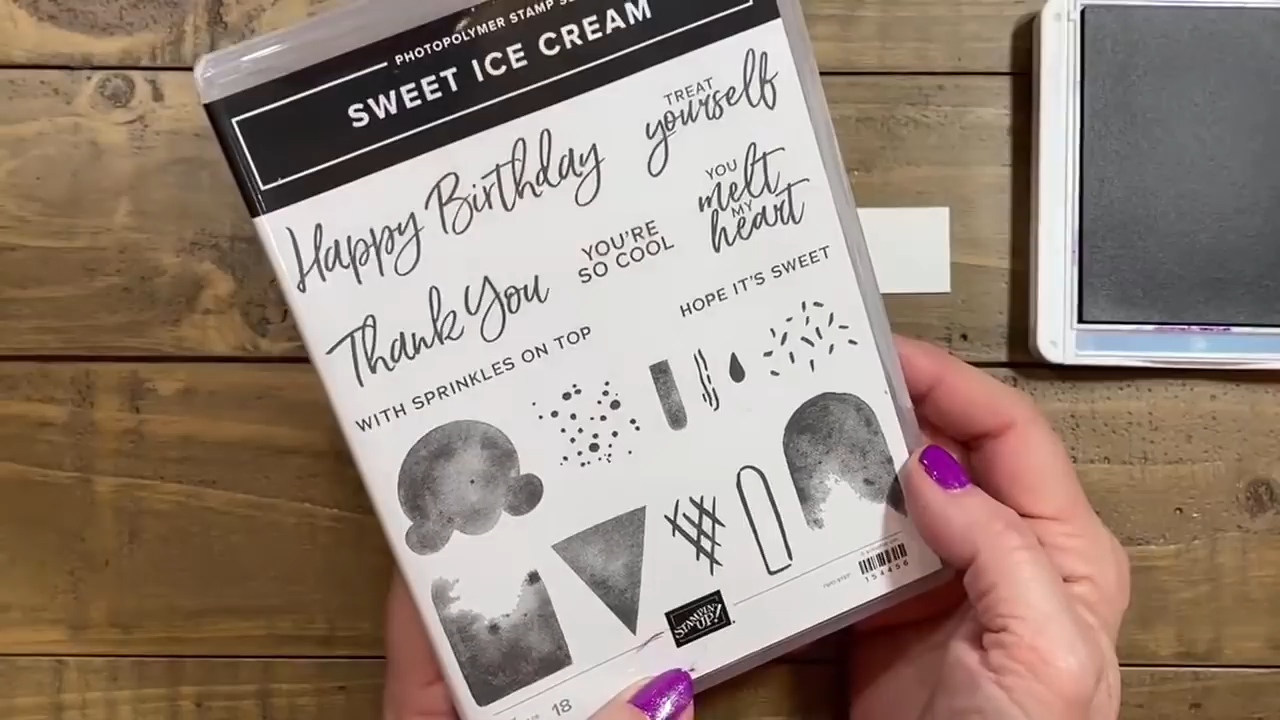 PHOTOPOLYMER STAMP
SWEET ICE CREAM
TREAT
yourself
Happy Birthday
YOU
melt
MY
heart
YOU'RE
SO COOL
Thank You
HOPE IT'S SWEET
WITH SPRINKLES ON TOP
154456
STAMPIN'
UP!
18